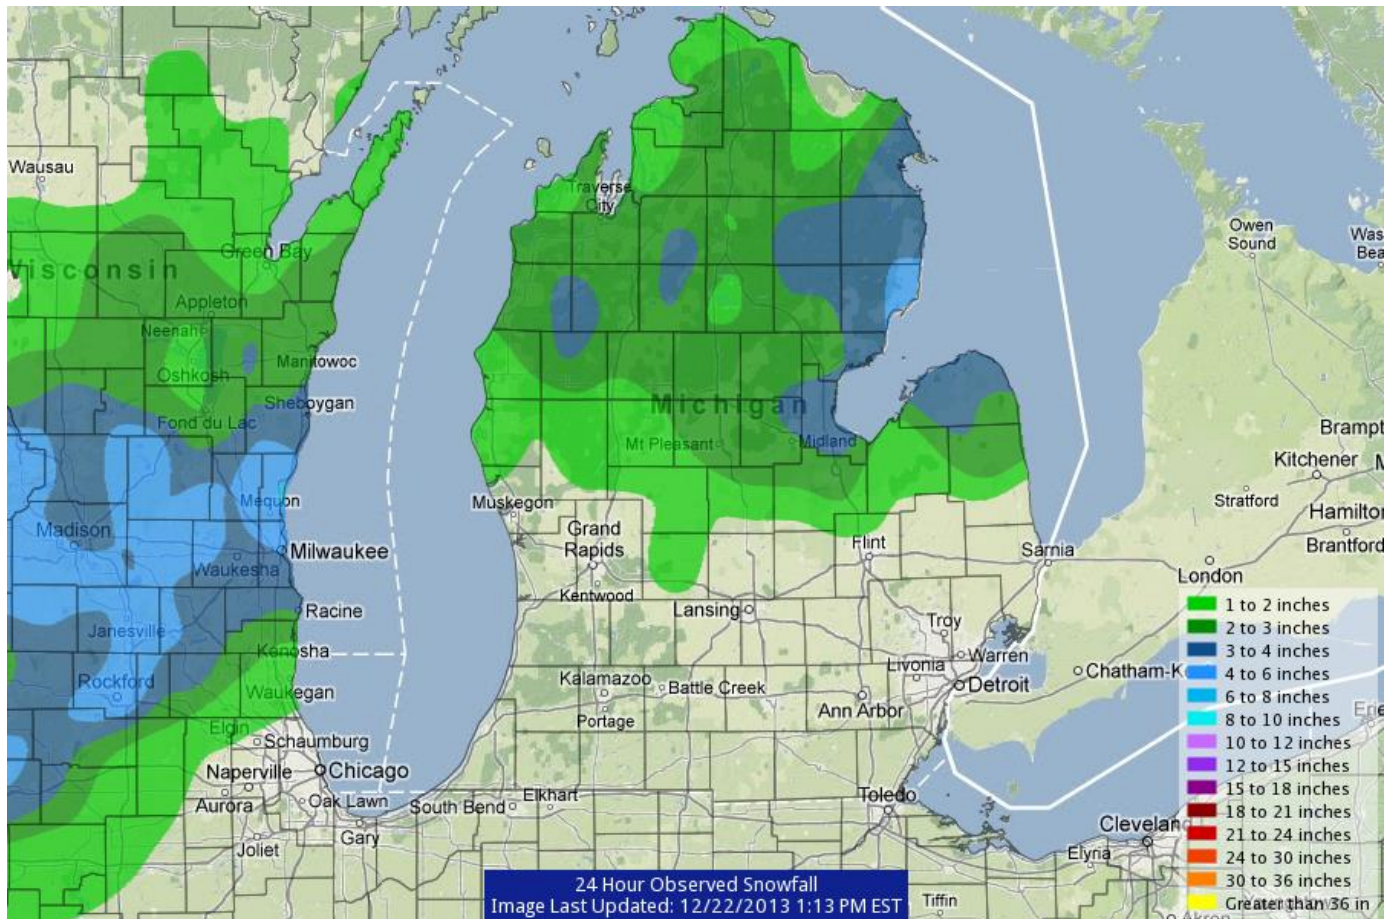 Wausau
Green Bay
Wisconsin
Appleton
Neenah
Oshkosh
Manitowoc
Sheboygan
Fond du Lac
Mequon
Madison
Milwaukee
Waukesha
Racine
Janesville
Kenosha
Rockford
Waukegan
Elgin
Schaumburg
Naperville
Chicago
Aurora
Oak Lawn
Joliet
Gary
Traverse
City
Michigan
Mt Pleasant
Midland
Muskegon
Grand
Rapids
Kentwood
Flint
Sarnia
Lansing
Troy
Warren
Livonia
Detroit
Kalamazoo
Battle Creek
Portage
Ann Arbor
South Bend
Elkhart
Toledo
Owen
Sound
Was
Bea
Brampt
Kitchener
Stratford
Hamilton
Brantford
London
Chatham-K
Erie
Cleveland
Elyria
Tiffin
Akron
1 to 2 inches
2 to 3 inches
3 to 4 inches
4 to 6 inches
6 to 8 inches
8 to 10 inches
10 to 12 inches
12 to 15 inches
15 to 18 inches
18 to 21 inches
21 to 24 inches
24 to 30 inches
30 to 36 inches
Greater than 36 in
24 Hour Observed Snowfall
Image Last Updated: 12/22/2013 1:13 PM EST